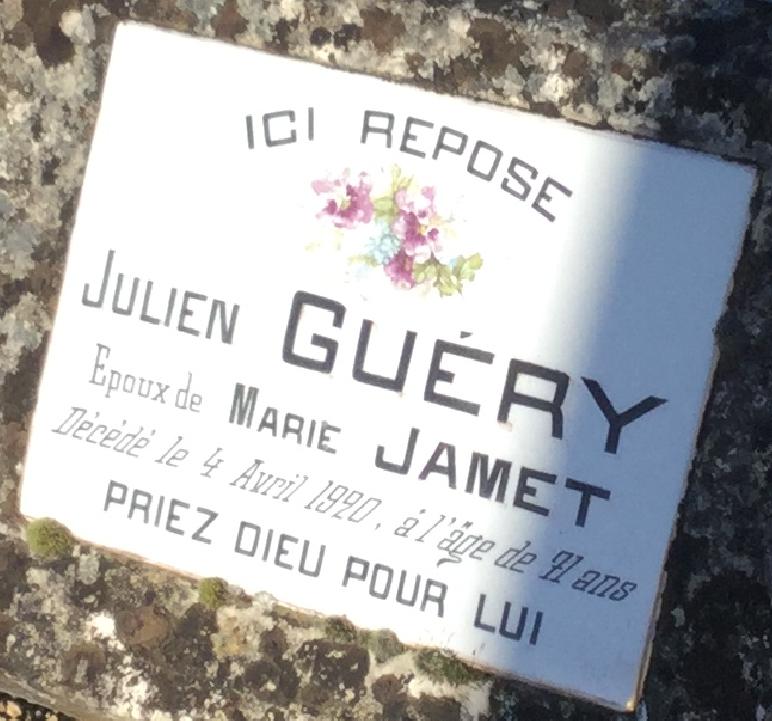 ICI REPOSE
JULIEN GUÉRY
Epoux de MARIE JAMET
Décédé le 4 Avril 1920, à l'âge de 71 ans
PRIEZ DIEU POUR LUI